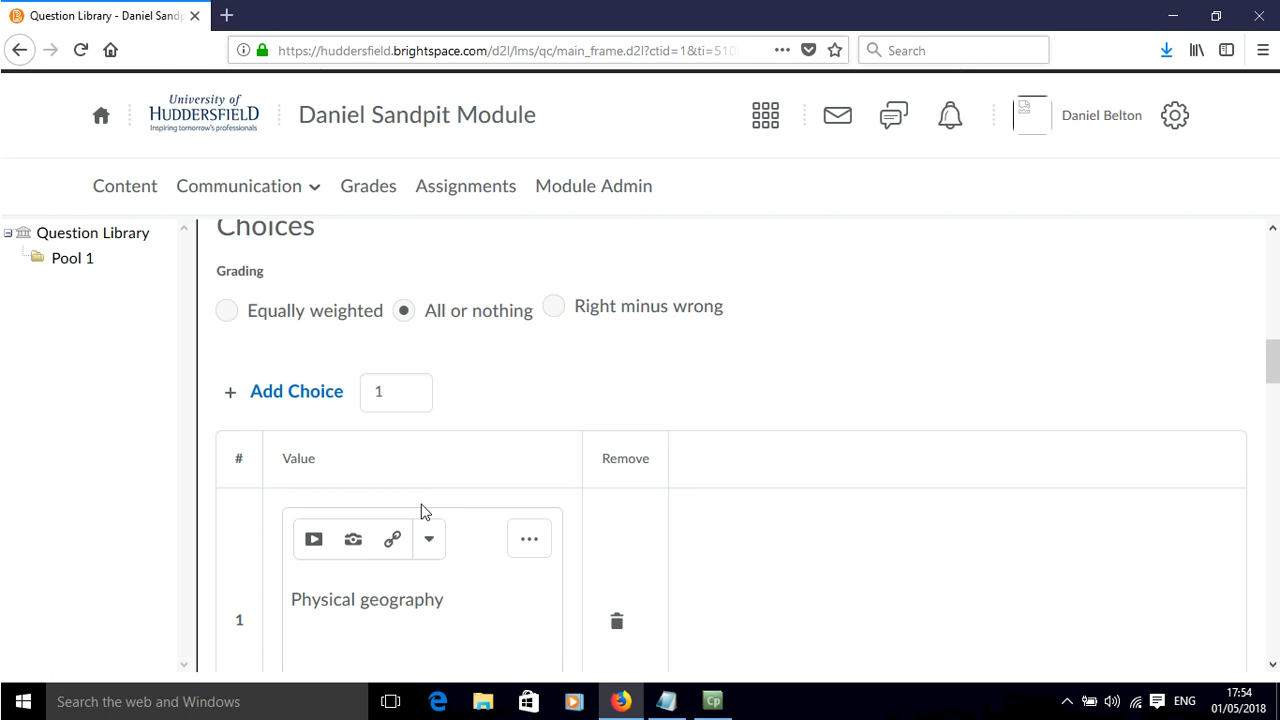 Question Library - Daniel Sandp
https://huddersfield.brightspace.com/d2l/lms/qc/main_frame.d2l?ctid=1&ti=510
Search
University of
HUDDERSFIELD
Inspiring tomorrow's professionals
Daniel Sandpit Module
Daniel Belton
Content
Communication
Grades
Assignments
Module Admin
Question Library
Pool 1
Choices
Grading
Equally weighted
All or nothing
Right minus wrong
+ Add Choice
1
#
Value
Remove
1
Physical geography
Search the web and Windows
Cp
ENG
17:54
01/05/2018